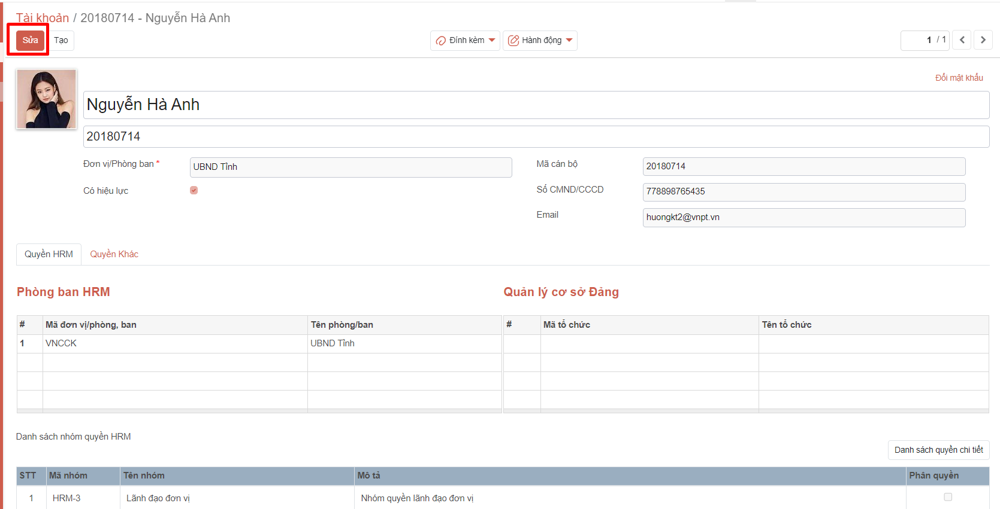 Tài khoản / 20180714 - Nguyễn Hà Anh
Sửa Tạo Đính kèm Hành động 1 / 1
Đổi mật khẩu
Nguyễn Hà Anh
20180714
Đơn vị/Phòng ban * UBND Tỉnh Mã cán bộ 20180714
Có hiệu lực Số CMND/CCCD 778898765435
Email huongkt2@vnpt.vn
Quyền HRM Quyền Khác
Phòng ban HRM Quản lý cơ sở Đảng
# Mã đơn vị/phòng, ban Tên phòng/ban # Mã tổ chức Tên tổ chức
1 VNCCK UBND Tỉnh
Danh sách nhóm quyền HRM
Danh sách quyền chi tiết
STT Mã nhóm Tên nhóm Mô tả Phân quyền
1 HRM-3 Lãnh đạo đơn vị Nhóm quyền lãnh đạo đơn vị